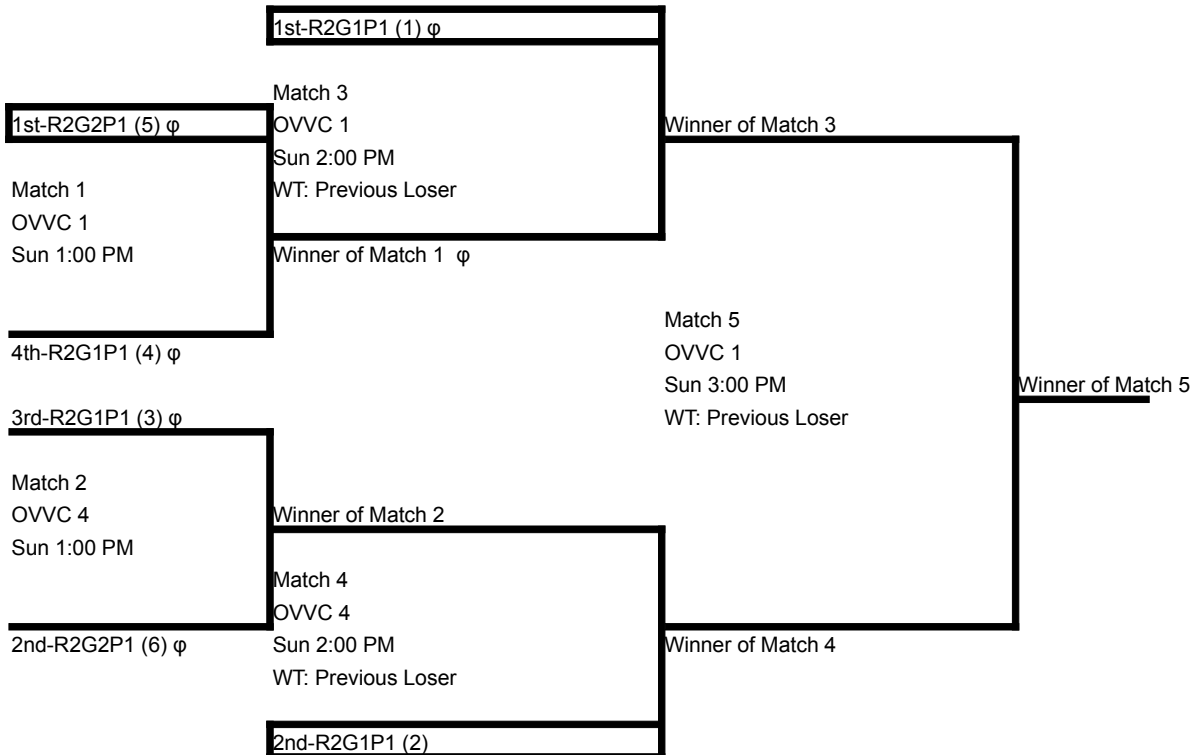 1st-R2G1P1 (1) φ
Match 3
OVVC 1
Sun 2:00 PM
WT: Previous Loser
1st-R2G2P1 (5) φ
Winner of Match 3
Match 1
OVVC 1
Sun 1:00 PM
Winner of Match 1 φ
4th-R2G1P1 (4) φ
Match 5
OVVC 1
Sun 3:00 PM
WT: Previous Loser
Winner of Match 5
3rd-R2G1P1 (3) φ
Match 2
OVVC 4
Sun 1:00 PM
Winner of Match 2
2nd-R2G2P1 (6) φ
Match 4
OVVC 4
Sun 2:00 PM
WT: Previous Loser
Winner of Match 4
2nd-R2G1P1 (2)